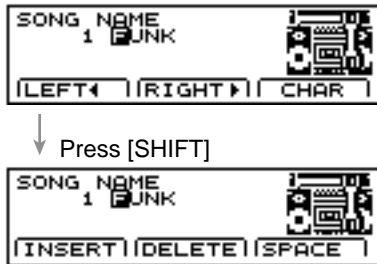 SONG NAME
1 FUNK
LEFT◀ RIGHT▶ CHAR
Press [SHIFT]
SONG NAME
1 FUNK
INSERT DELETE SPACE